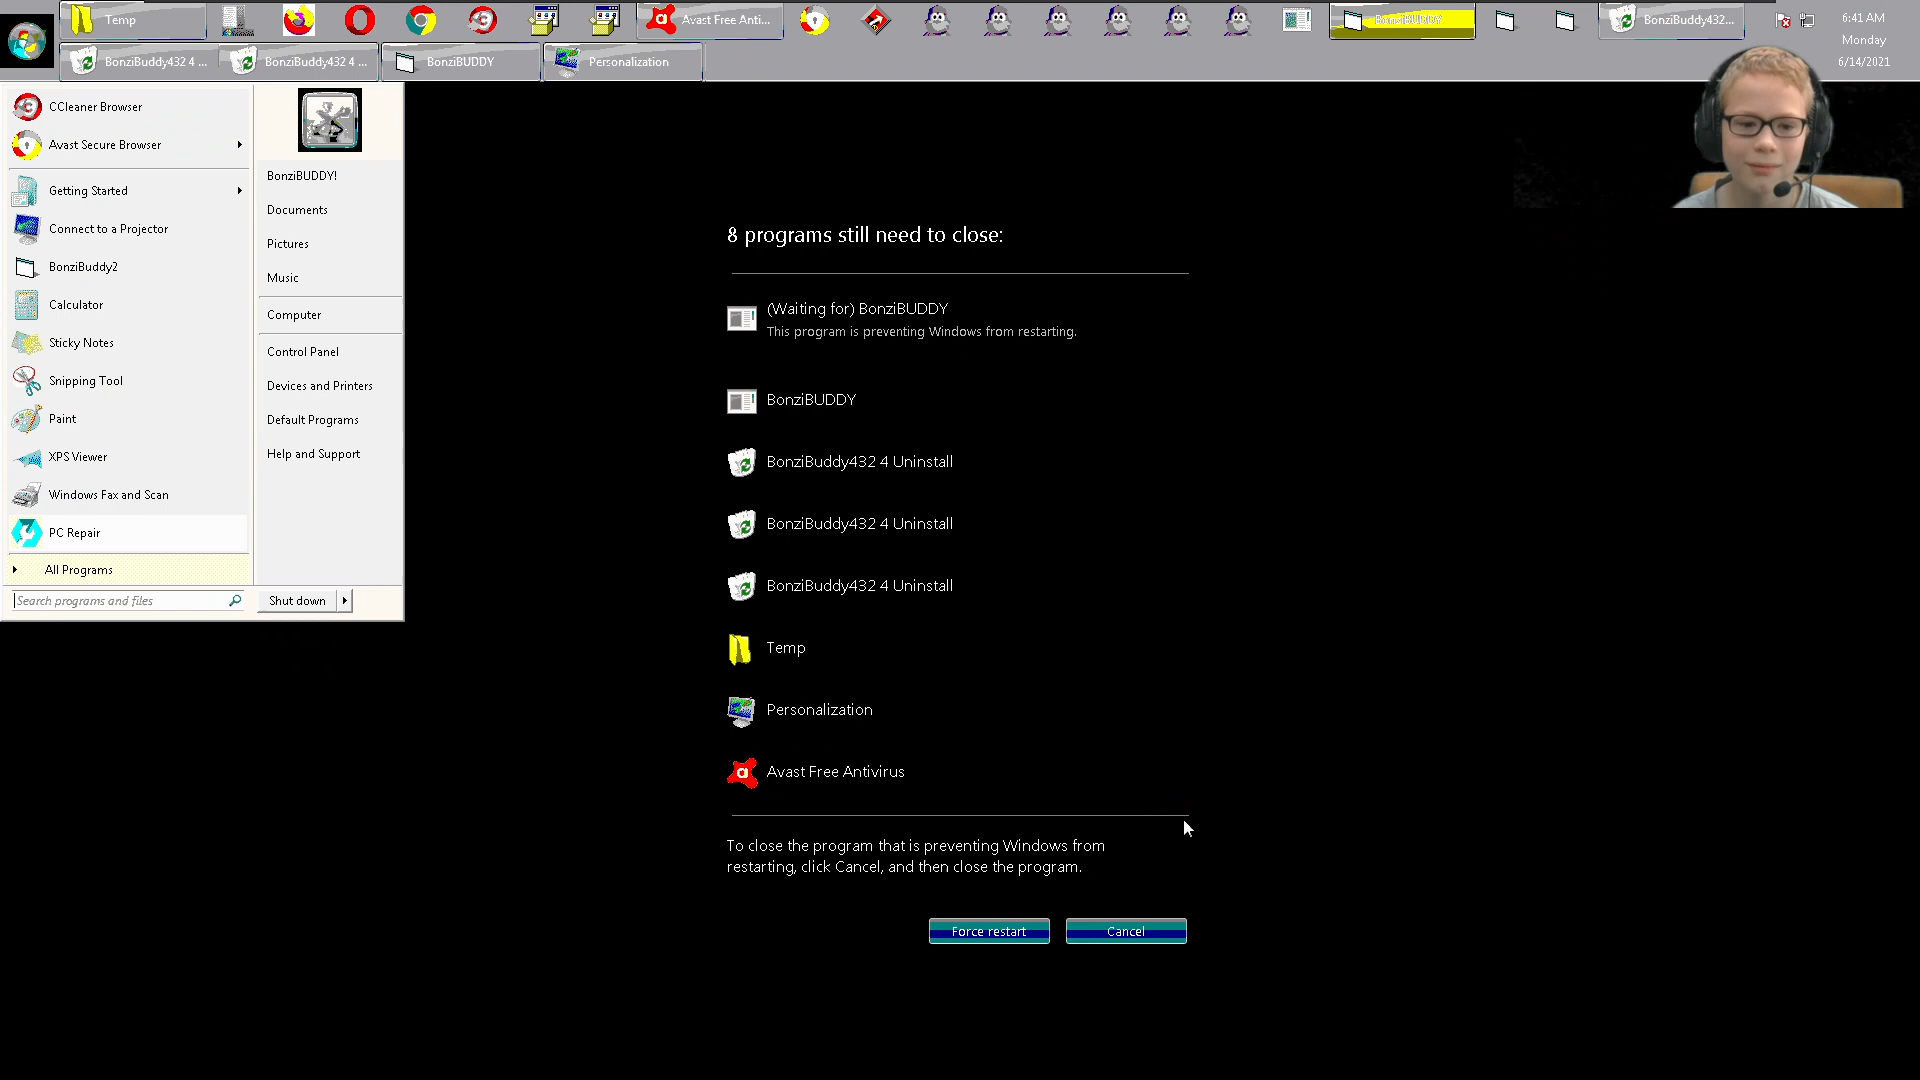 Temp
Avast Free Anti...
BonziBUDDY
BonziBuddy432...
6:41 AM
Monday
6/14/2021
BonziBuddy432 4 ...
BonziBuddy432 4 ...
BonziBUDDY
Personalization
CCleaner Browser
Avast Secure Browser
Getting Started
Connect to a Projector
BonziBuddy2
Calculator
Sticky Notes
Snipping Tool
Paint
XPS Viewer
Windows Fax and Scan
PC Repair
All Programs
Search programs and files
BonziBUDDY!
Documents
Pictures
Music
Computer
Control Panel
Devices and Printers
Default Programs
Help and Support
Shut down
8 programs still need to close:
(Waiting for) BonziBUDDY
This program is preventing Windows from restarting.
BonziBUDDY
BonziBuddy432 4 Uninstall
BonziBuddy432 4 Uninstall
BonziBuddy432 4 Uninstall
Temp
Personalization
Avast Free Antivirus
To close the program that is preventing Windows from
restarting, click Cancel, and then close the program.
Force restart
Cancel